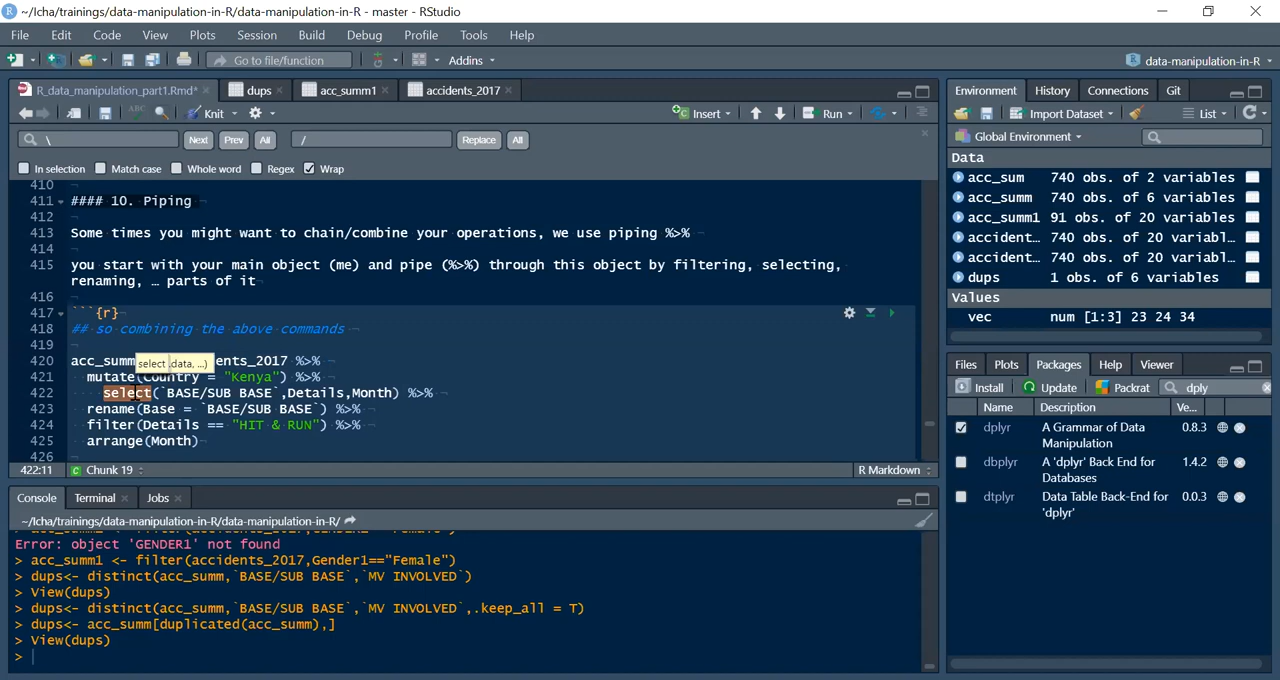 ~/Icha/trainings/data-manipulation-in-R/data-manipulation-in-R - master - RStudio
File Edit Code View Plots Session Build Debug Profile Tools Help
Go to file/function Addins data-manipulation-in-R
R_data_manipulation_part1.Rmd* dups acc_summ1 accidents_2017
ABC Knit Insert Run
\ Next Prev All / Replace All
In selection Match case Whole word Regex Wrap
410
411 #### 10. Piping
412
413 Some times you might want to chain/combine your operations, we use piping %>%
414
415 you start with your main object (me) and pipe (%>%) through this object by filtering, selecting,
renaming, … parts of it
416
417 ```{r}
418 ## so combining the above commands
419
420 acc_summ ents_2017 %>%
select(.data, ...)
421 mutate(Country = "Kenya") %>%
422 select(`BASE/SUB BASE`,Details,Month) %>%
423 rename(Base = `BASE/SUB BASE`) %>%
424 filter(Details == "HIT & RUN") %>%
425 arrange(Month)
426
422:11 Chunk 19 R Markdown
Console Terminal Jobs
~/Icha/trainings/data-manipulation-in-R/data-manipulation-in-R/
Error: object 'GENDER1' not found
> acc_summ1 <- filter(accidents_2017,Gender1=="Female")
> dups<- distinct(acc_summ,`BASE/SUB BASE`,`MV INVOLVED`)
> View(dups)
> dups<- distinct(acc_summ,`BASE/SUB BASE`,`MV INVOLVED`,.keep_all = T)
> dups<- acc_summ[duplicated(acc_summ),]
> View(dups)
>
Environment History Connections Git
Import Dataset List
Global Environment
Data
acc_sum 740 obs. of 2 variables
acc_summ 740 obs. of 6 variables
acc_summ1 91 obs. of 20 variables
accident… 740 obs. of 20 variabl…
accident… 740 obs. of 20 variabl…
dups 1 obs. of 6 variables
Values
vec num [1:3] 23 24 34
Files Plots Packages Help Viewer
Install Update Packrat dply
Name Description Ve...
dplyr A Grammar of Data 0.8.3
Manipulation
dbplyr A 'dplyr' Back End for 1.4.2
Databases
dtplyr Data Table Back-End for 0.0.3
'dplyr'